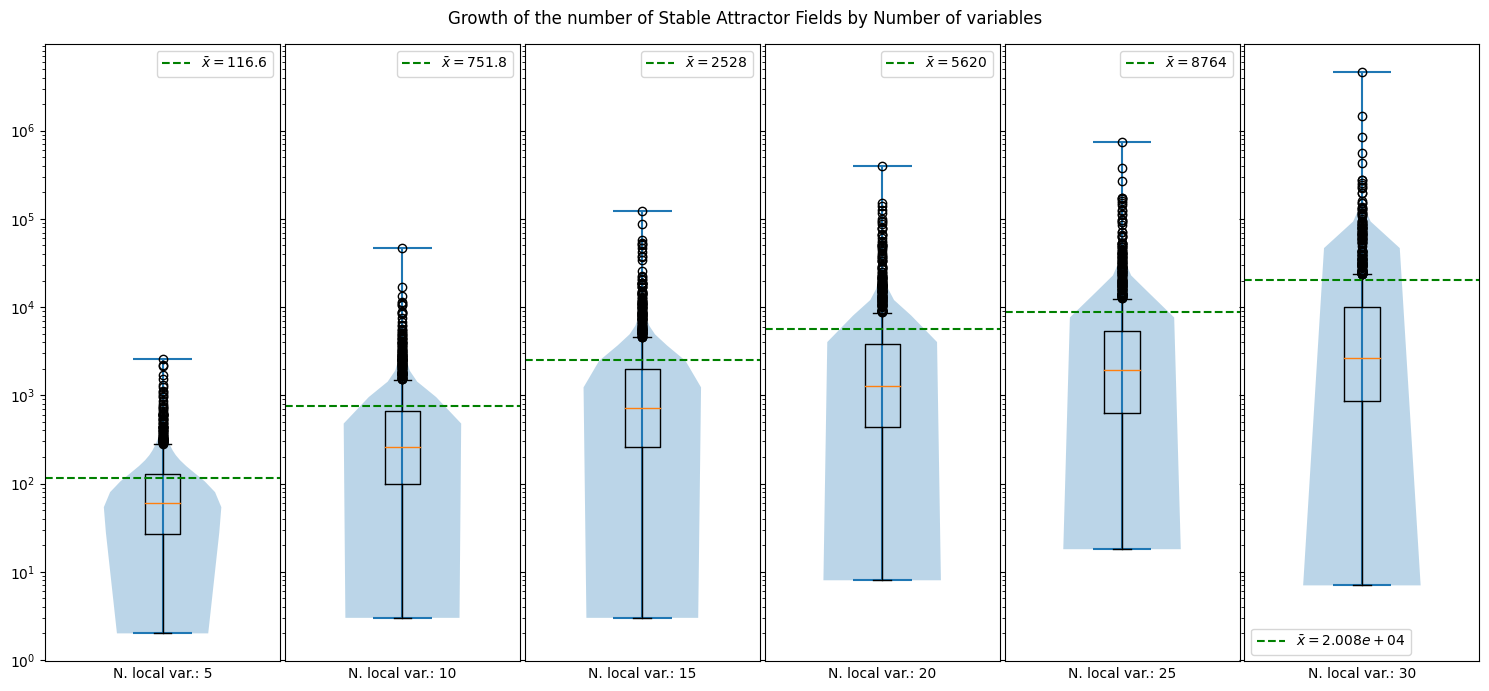 Growth of the number of Stable Attractor Fields by Number of variables
x̄ = 116.6
x̄ = 751.8
x̄ = 2528
x̄ = 5620
x̄ = 8764
10⁶
10⁵
10⁴
10³
10²
10¹
10⁰
x̄ = 2.008e + 04
N. local var.: 5
N. local var.: 10
N. local var.: 15
N. local var.: 20
N. local var.: 25
N. local var.: 30